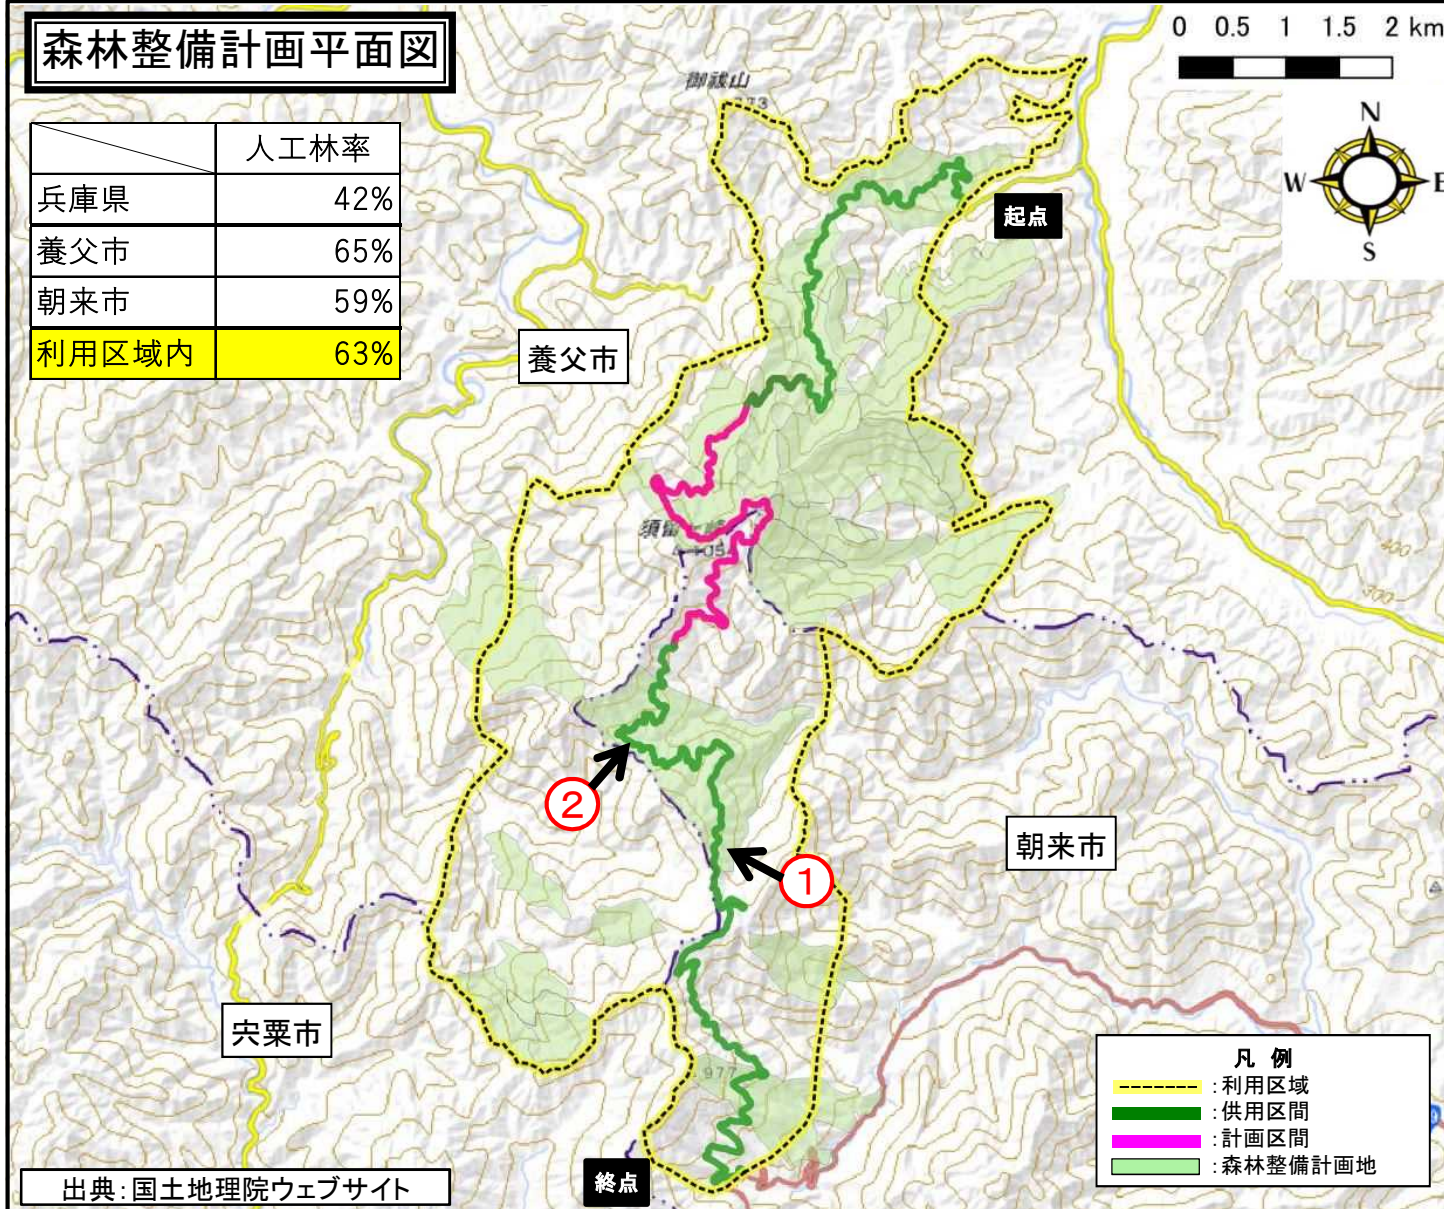 森林整備計画平面図
0 0.5 1 1.5 2 km
N
W E
S
人工林率
兵庫県 42%
養父市 65%
朝来市 59%
利用区域内 63%
御祓山
773
起点
養父市
400
300
②
①
朝来市
宍粟市
977
終点
凡 例
:利用区域
:供用区間
:計画区間
:森林整備計画地
出典:国土地理院ウェブサイト